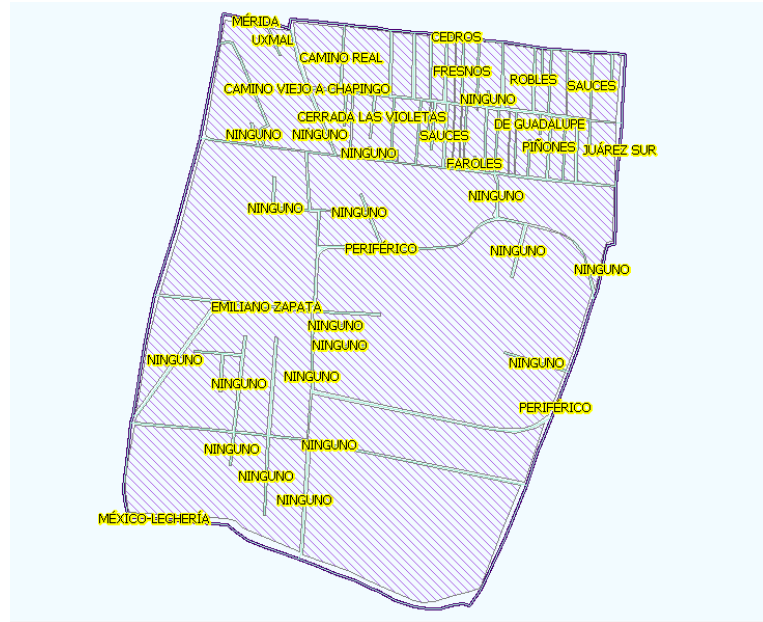 MÉRIDA
UXMAL
CEDROS
CAMINO REAL
FRESNOS
ROBLES
SAUCES
CAMINO VIEJO A CHAPINGO
NINGUNO
CERRADA LAS VIOLETAS
DE GUADALUPE
NINGUNO
NINGUNO
SAUCES
PIÑONES
JUÁREZ SUR
NINGUNO
FAROLES
NINGUNO
NINGUNO
NINGUNO
PERIFÉRICO
NINGUNO
NINGUNO
EMILIANO ZAPATA
NINGUNO
NINGUNO
NINGUNO
NINGUNO
NINGUNO
NINGUNO
PERIFÉRICO
NINGUNO
NINGUNO
NINGUNO
NINGUNO
MÉXICO-LECHERÍA